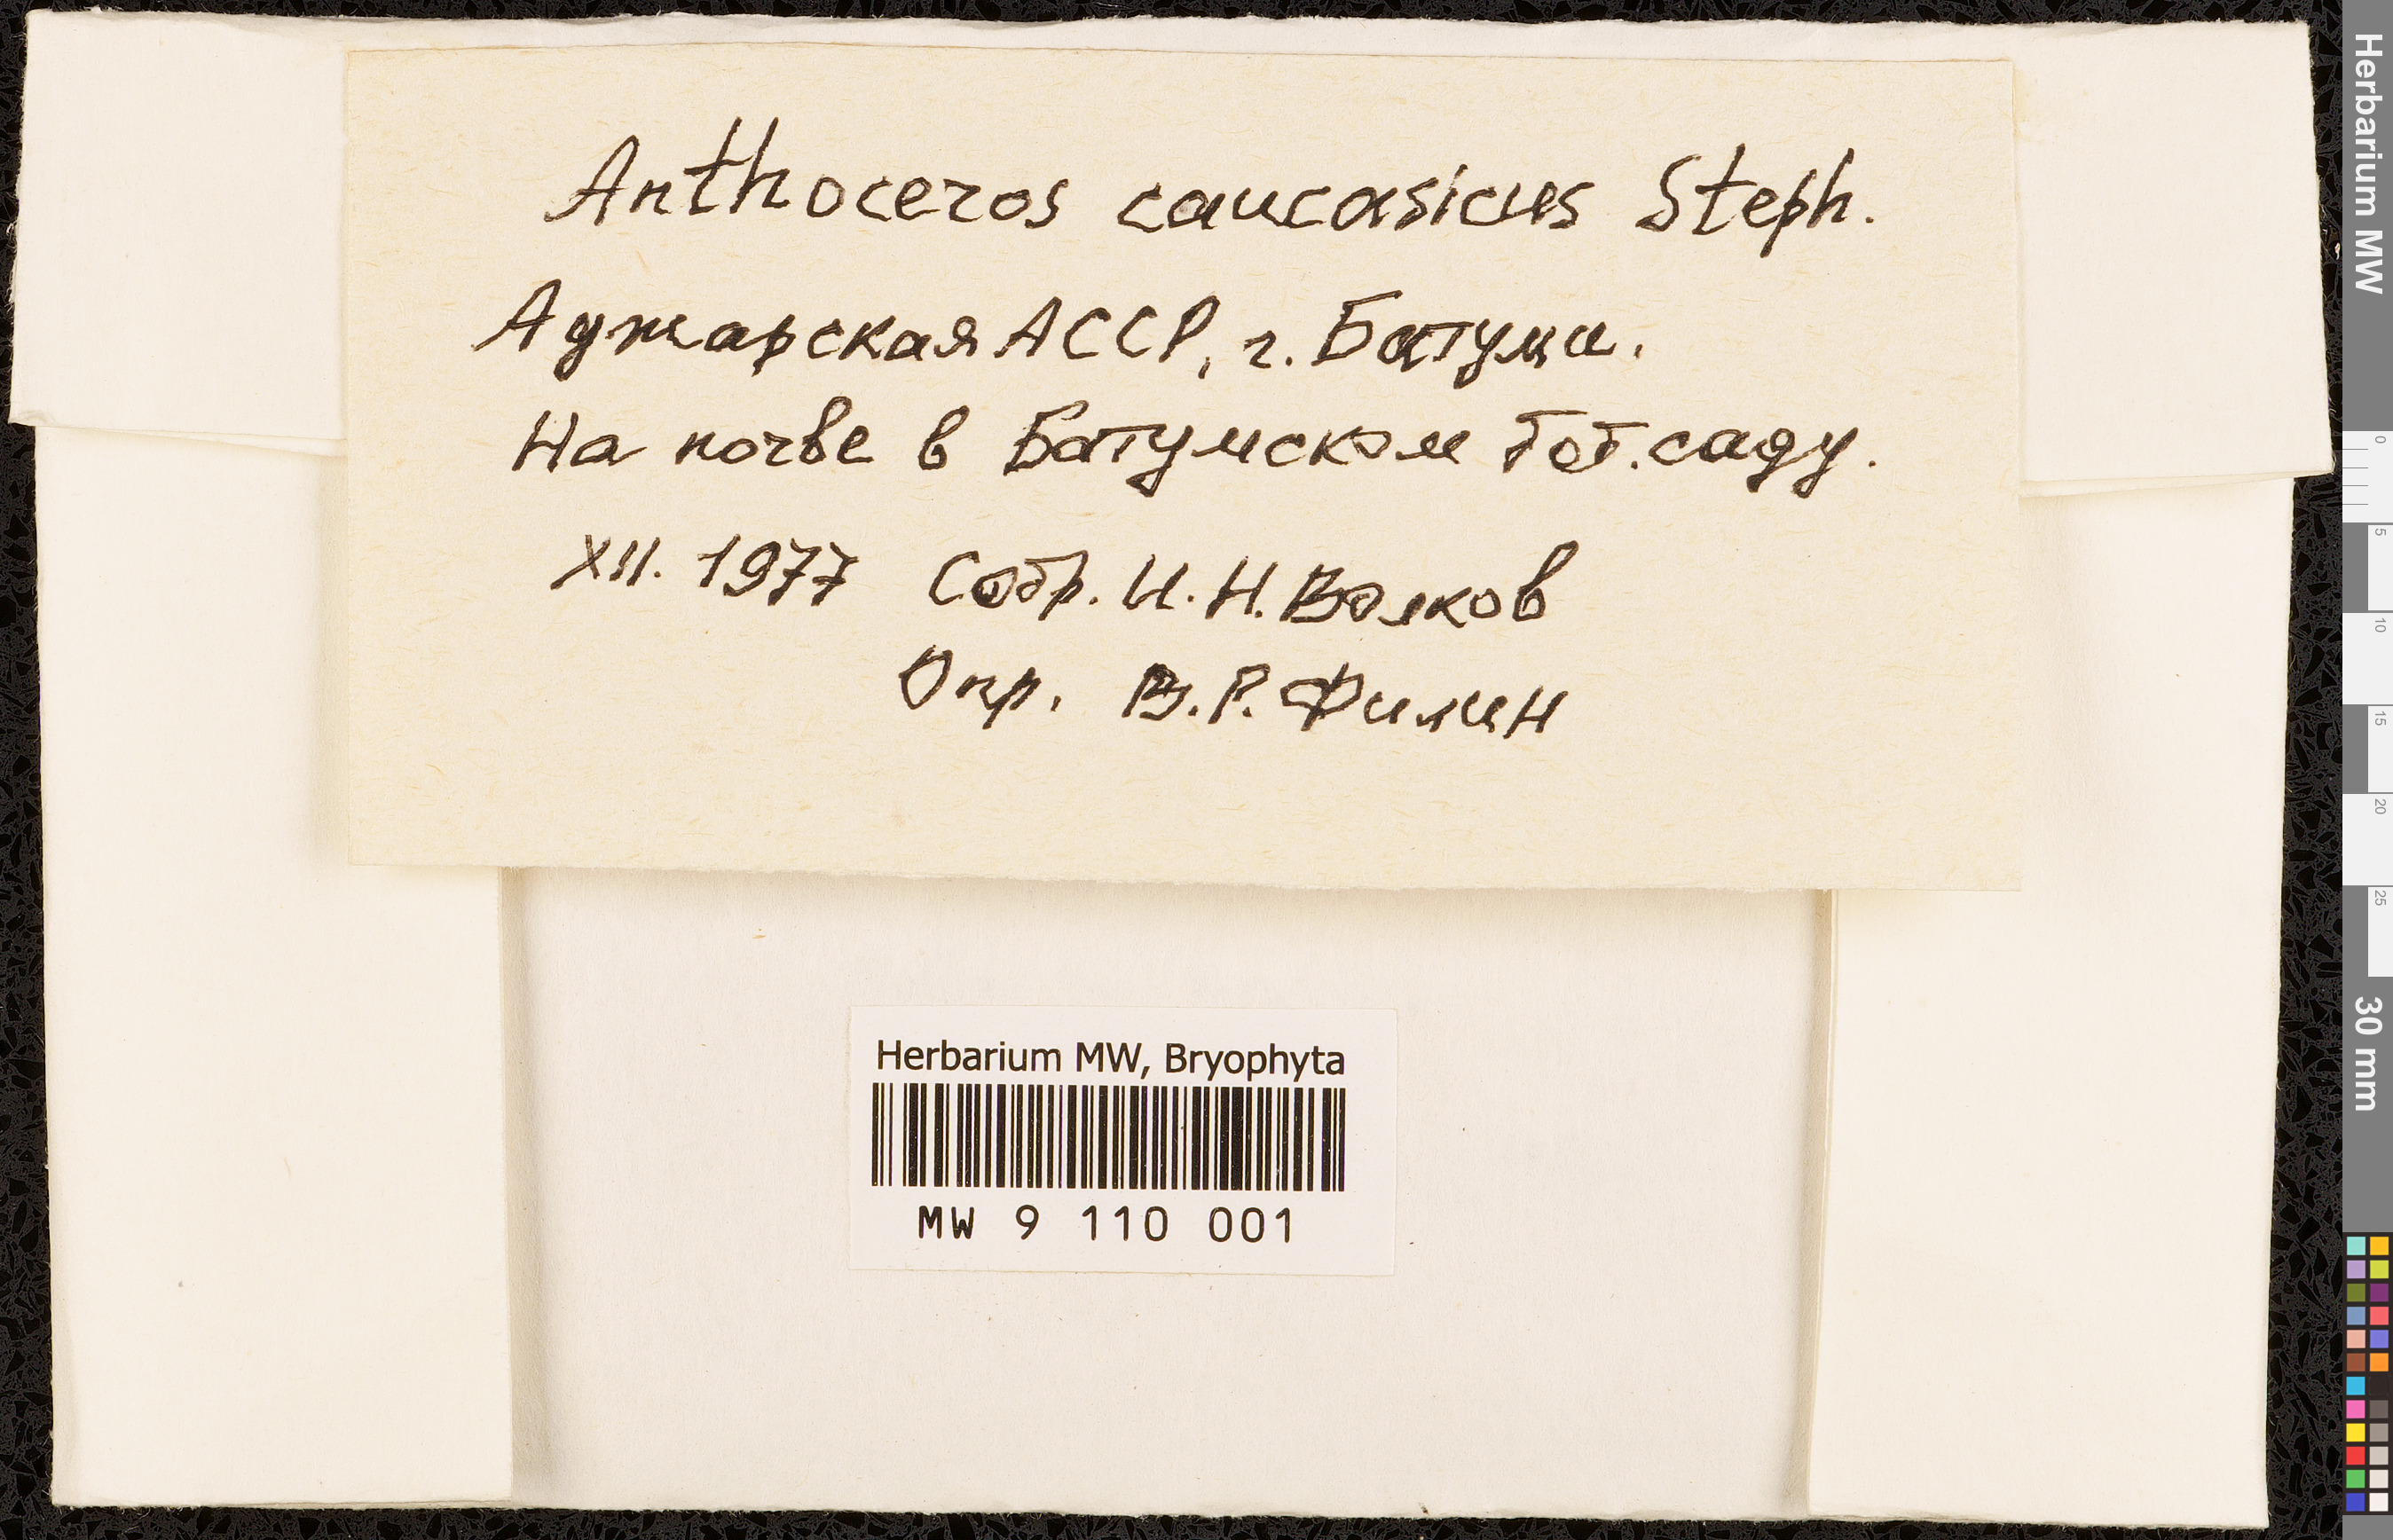 Anthoceros caucasicus Steph.
Аджарская АССР, г. Батуми.
На почве в Батумском бот. саду.
XII. 1977 Собр. И. Н. Волков
Опр. В. Р. Филин
Herbarium MW, Bryophyta
MW 9 110 001
Herbarium MW
0
5
10
15
20
25
30 mm